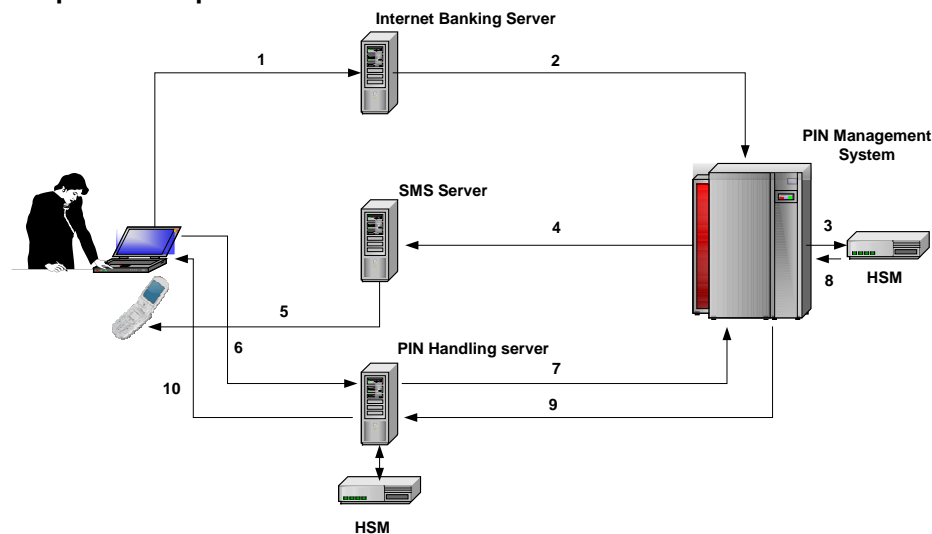 Internet Banking Server
1
2
PIN Management
System
SMS Server
4
3
8
HSM
5
6
PIN Handling server
7
10
9
HSM